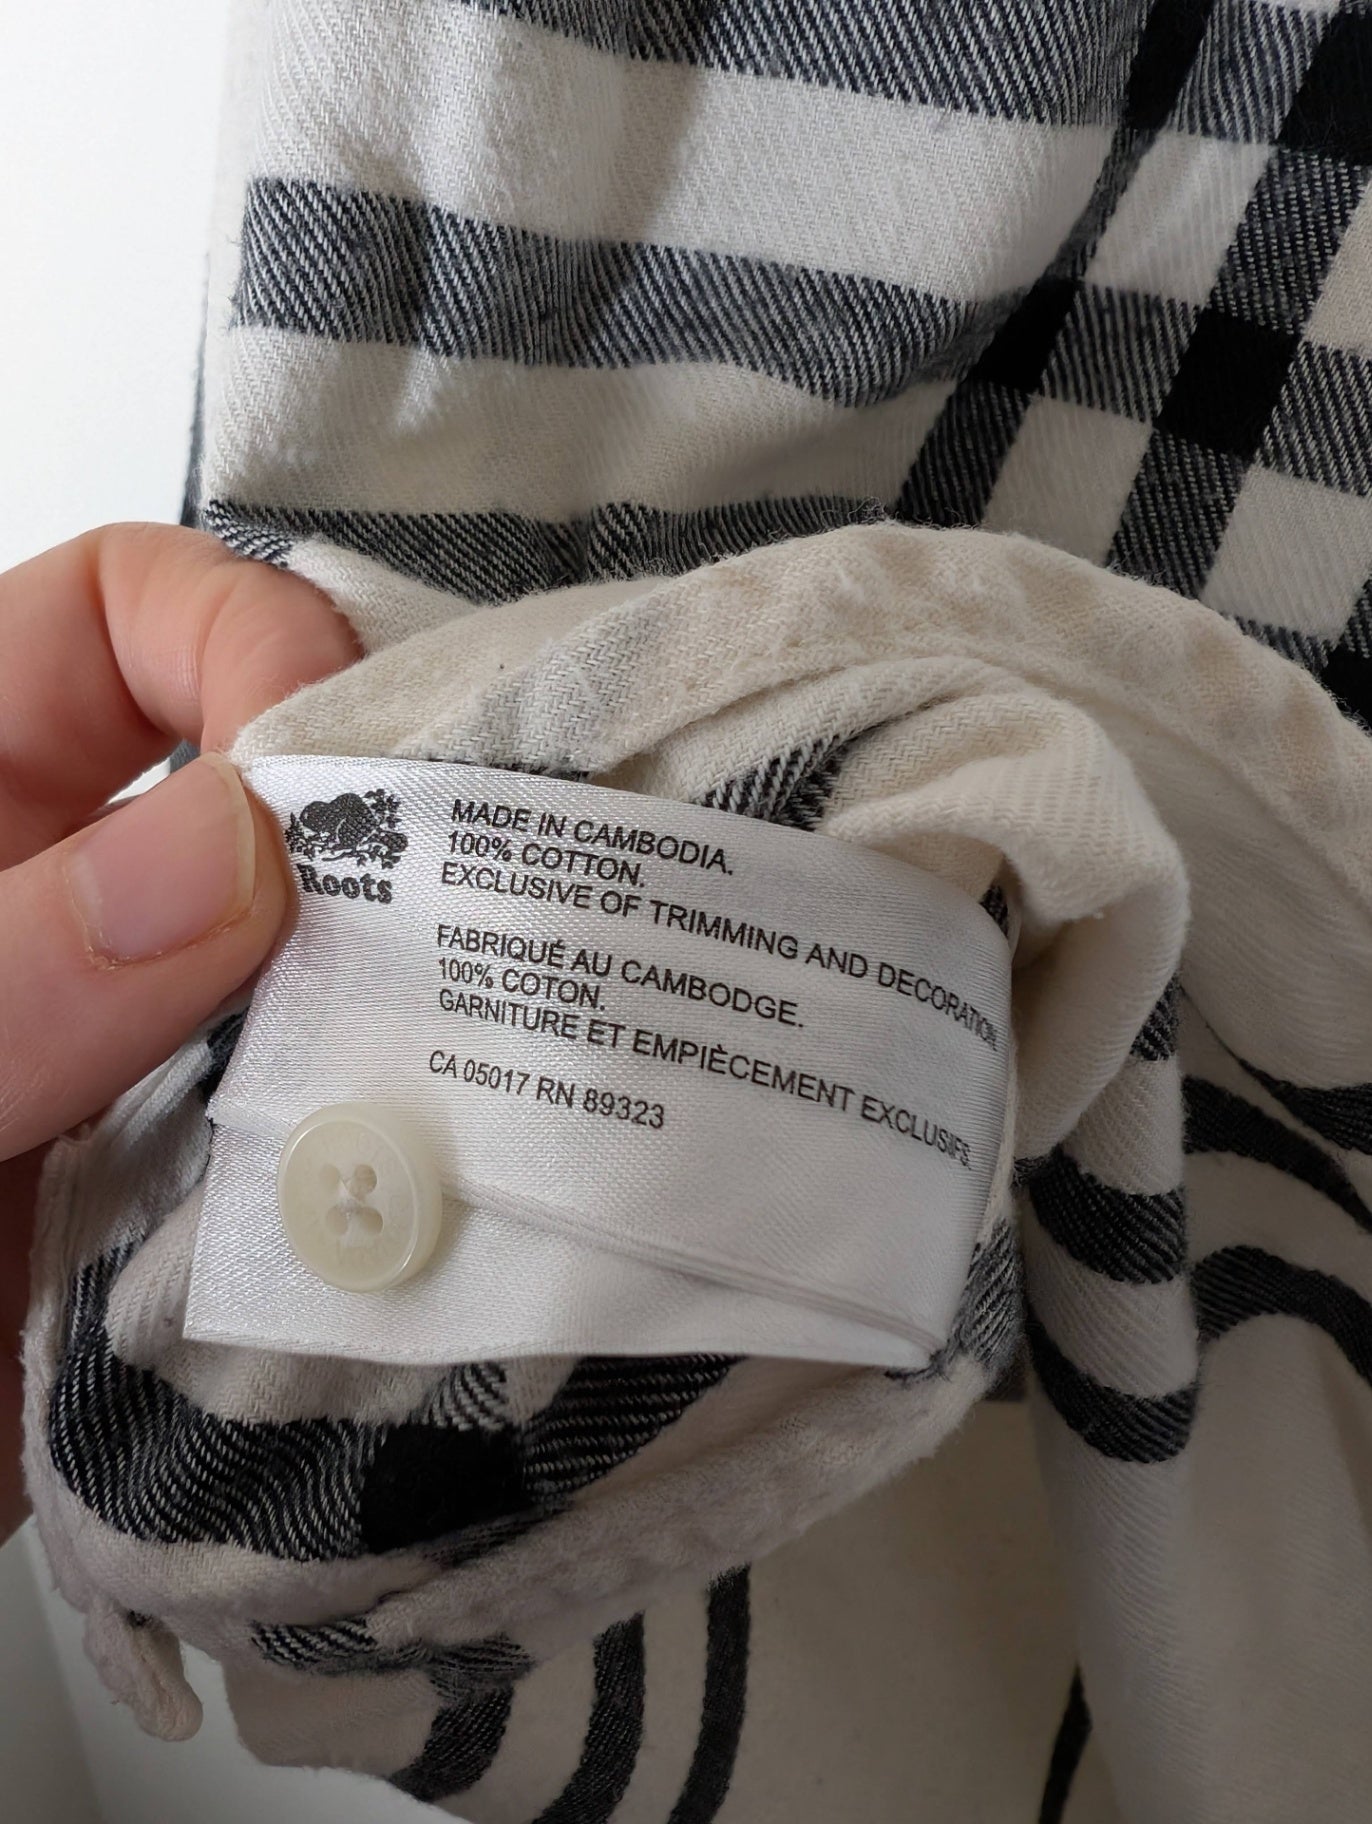 Roots
MADE IN CAMBODIA.
100% COTTON.
EXCLUSIVE OF TRIMMING AND DECORATION
FABRIQUÉ AU CAMBODGE.
100% COTON.
GARNITURE ET EMPIÈCEMENT EXCLUSIFS.
CA 05017 RN 89323